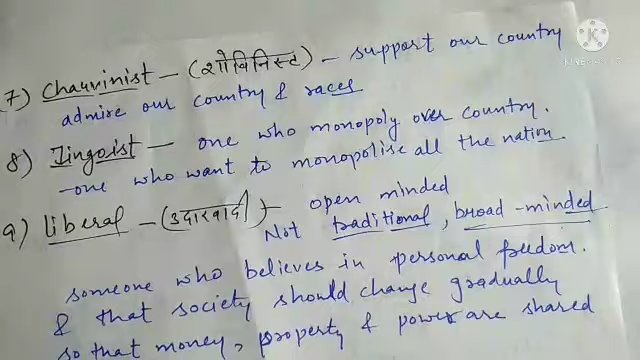 7) Chauvinist – (शोविनिस्ट) – support our country
admire our country & races
8) Jingoist – one who monopoly over country.
– one who want to monopolise all the nation
9) liberal – (उदारवादी) – open minded
Not traditional, broad-minded
someone who believes in personal freedom.
& that society should change gradually
so that money, property & power are shared
KINEMASTER